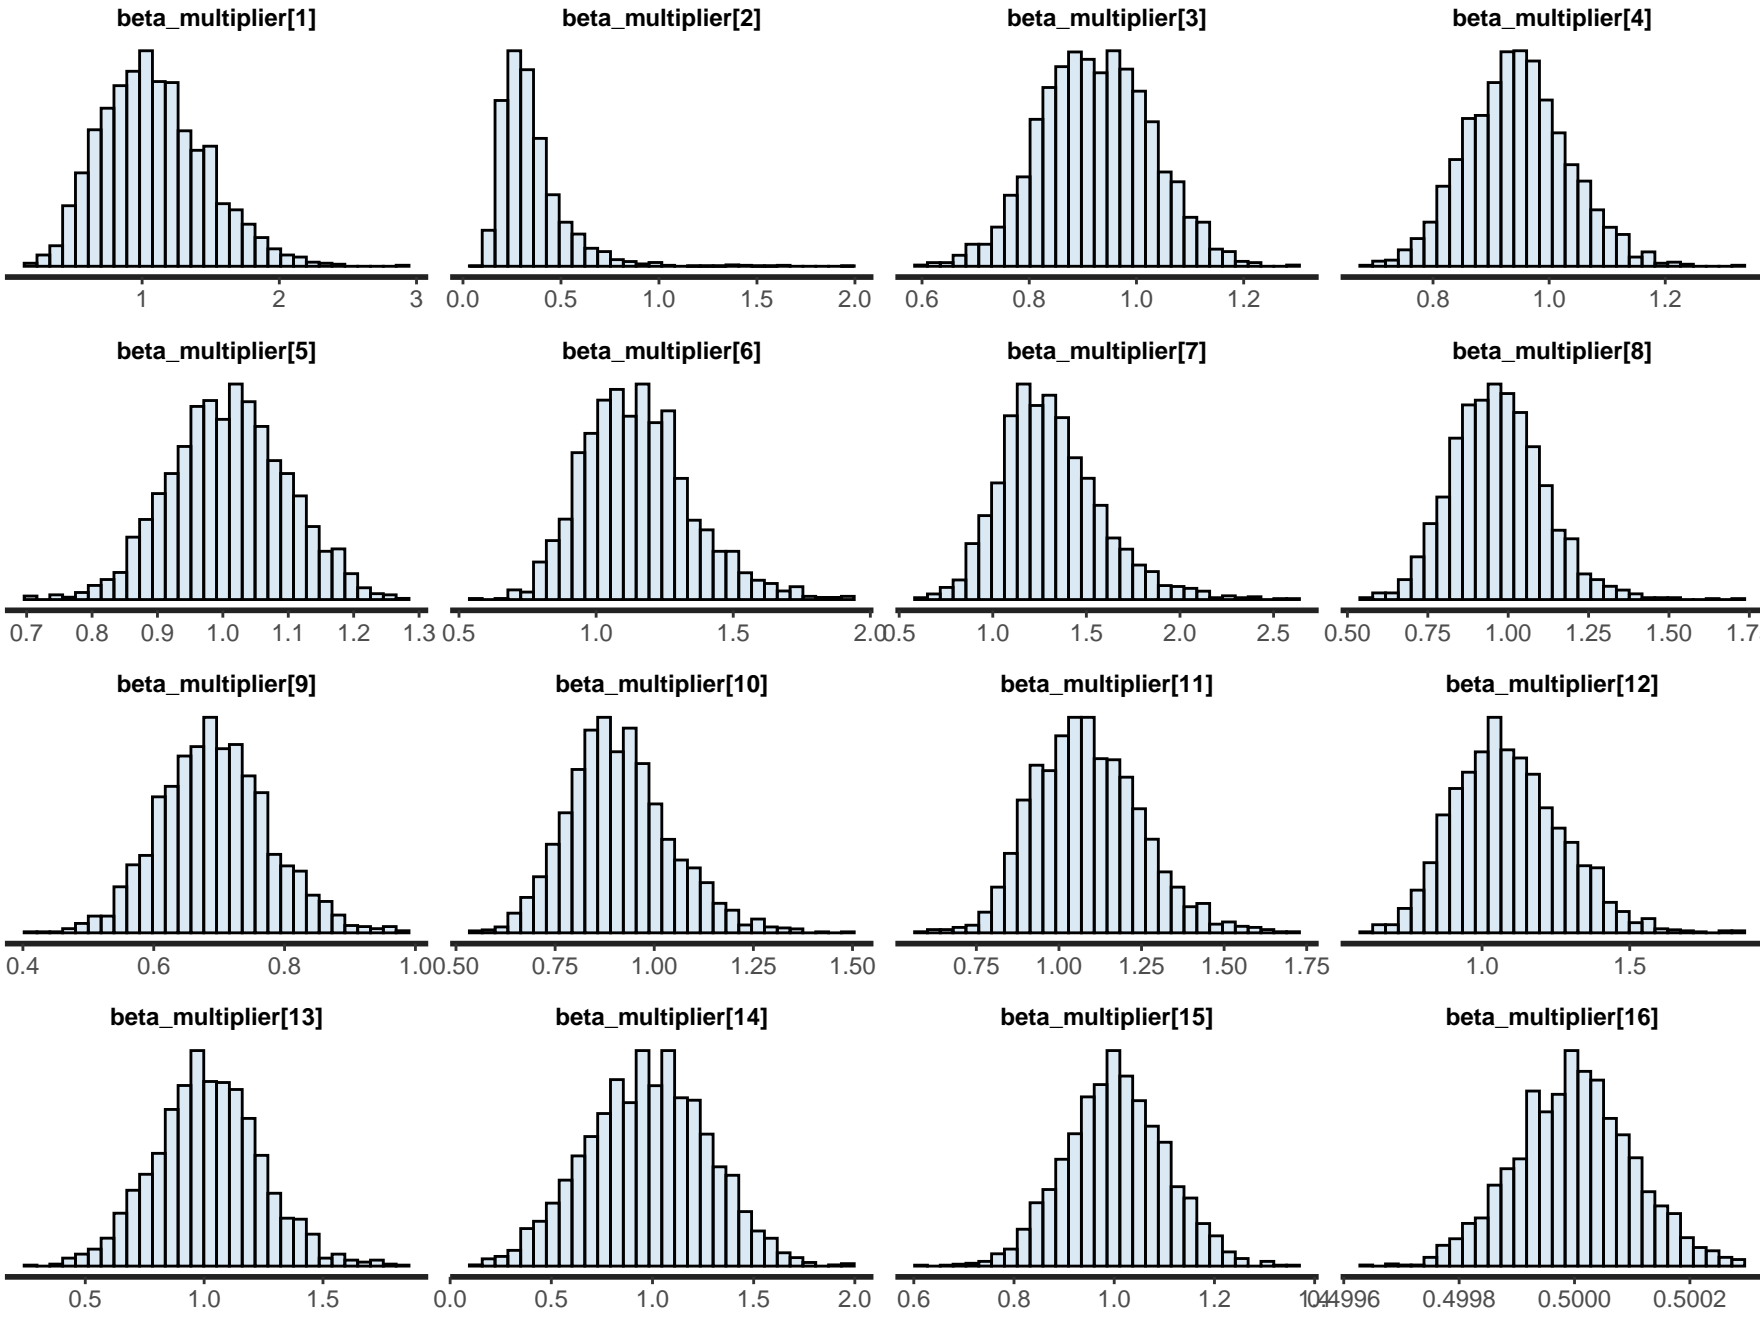 beta_multiplier[1] beta_multiplier[2] beta_multiplier[3] beta_multiplier[4]
1 2 3 0.0 0.5 1.0 1.5 2.0 0.6 0.8 1.0 1.2 0.8 1.0 1.2
beta_multiplier[5] beta_multiplier[6] beta_multiplier[7] beta_multiplier[8]
0.7 0.8 0.9 1.0 1.1 1.2 1.3 0.5 1.0 1.5 2.0 0.5 1.0 1.5 2.0 2.5 0.50 0.75 1.00 1.25 1.50
beta_multiplier[9] beta_multiplier[10] beta_multiplier[11] beta_multiplier[12]
0.4 0.6 0.8 1.0 0.50 0.75 1.00 1.25 1.50 0.75 1.00 1.25 1.50 1.75 1.0 1.5
beta_multiplier[13] beta_multiplier[14] beta_multiplier[15] beta_multiplier[16]
0.5 1.0 1.5 0.0 0.5 1.0 1.5 2.0 0.6 0.8 1.0 1.2 1.4 0.4996 0.4998 0.5000 0.5002